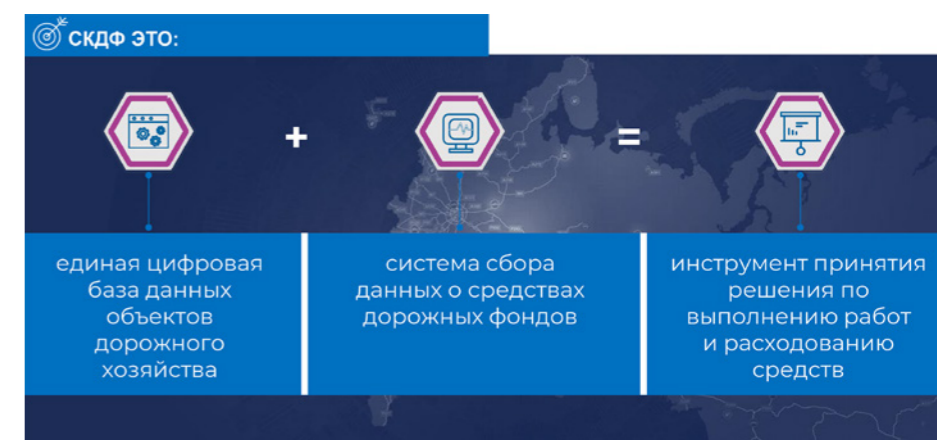 СКДФ ЭТО:
+
=
единая цифровая
база данных
объектов
дорожного
хозяйства
система сбора
данных о средствах
дорожных фондов
инструмент принятия
решения по
выполнению работ
и расходованию
средств